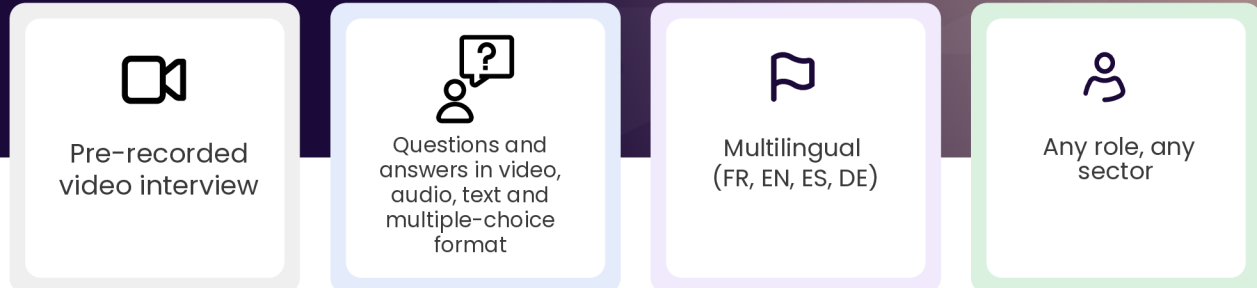 Pre-recorded
video interview
?
Questions and
answers in video,
audio, text and
multiple-choice
format
Multilingual
(FR, EN, ES, DE)
Any role, any
sector